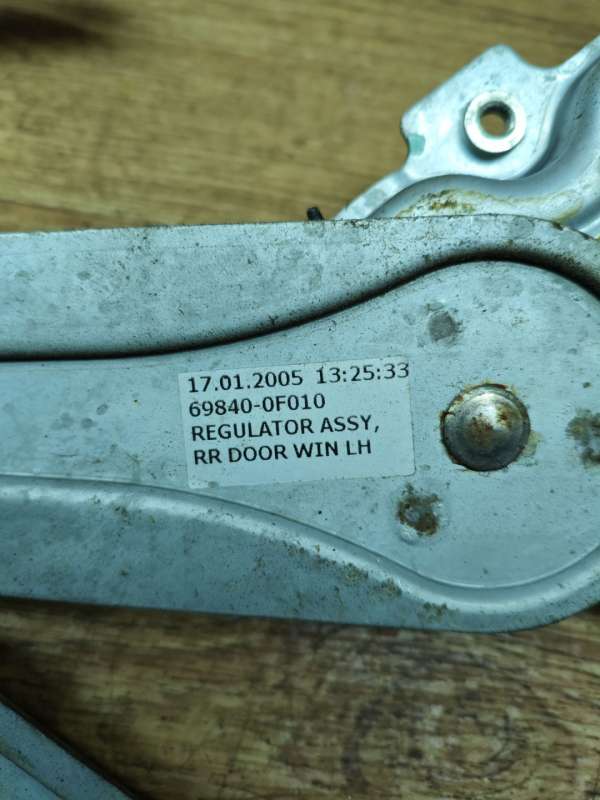 17.01.2005 13:25:33
69840-0F010
REGULATOR ASSY,
RR DOOR WIN LH